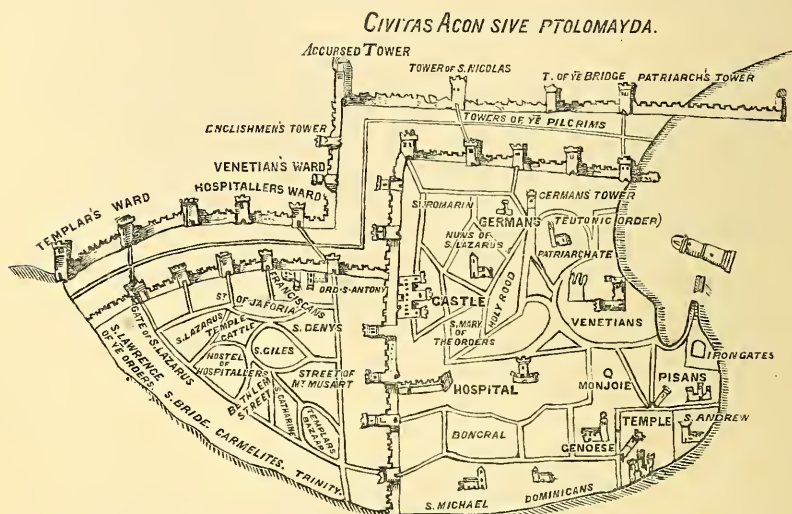 CIVITAS ACON SIVE PTOLOMAYDA.
ACCURSED TOWER
TOWER OF S. NICOLAS
T. OF YE BRIDGE
PATRIARCH'S TOWER
TOWERS OF YE PILCRIMS
ENCLISHMEN'S TOWER
VENETIAN'S WARD
HOSPITALLERS WARD
TEMPLAR'S WARD
S. ROMARIN
GERMANS
GERMANS' TOWER
(TEUTONIC ORDER)
NUNS OF
S. LAZARUS
PATRIARCHATE
CASTLE
HOLY ROOD
S. MARY
OF
THE ORDERS
VENETIANS
IRON GATES
ORD. S. ANTONY
FRANCISCANS
ST
OF JAFORIA
S. DENYS
GATE OF S. LAZARUS
S. LAZARUS
TEMPLE
CATTLE
S. GILES
HOSTEL
OF
HOSPITALLERS
STREET OF
MT MUSART
BETHLEM
STREET
S. CATHARINE
TEMPLARS
BAZAAR
S. LAWRENCE
OF YE ORDERS
S. BRIDE. CARMELITES. TRINITY.
HOSPITAL
MONJOIE
PISANS
BONCRAL
GENOESE
TEMPLE
S. ANDREW
S. MICHAEL
DOMINICANS